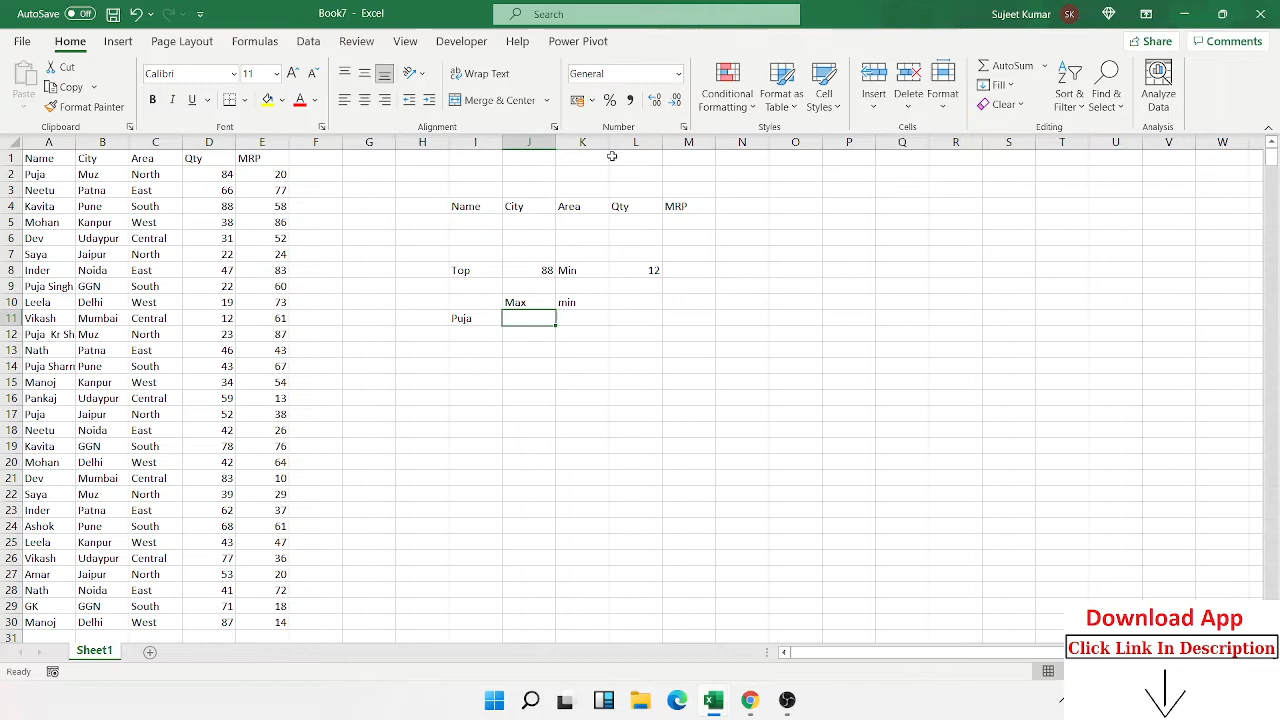 AutoSave Off Book7 - Excel Search Sujeet Kumar SK
File Home Insert Page Layout Formulas Data Review View Developer Help Power Pivot Share Comments
Paste Cut Copy Format Painter Clipboard
Calibri 11 B I U A Font
Wrap Text Merge & Center Alignment
General % Number
Conditional Formatting Format as Table Cell Styles Styles
Insert Delete Format Cells
AutoSum Fill Clear Sort & Filter Find & Select Editing
Analyze Data Analysis
A B C D E F G H I J K L M N O P Q R S T U V W
1 Name City Area Qty MRP
2 Puja Muz North 84 20
3 Neetu Patna East 66 77
4 Kavita Pune South 88 58 Name City Area Qty MRP
5 Mohan Kanpur West 38 86
6 Dev Udaypur Central 31 52
7 Saya Jaipur North 22 24
8 Inder Noida East 47 83 Top 88 Min 12
9 Puja Singh GGN South 22 60
10 Leela Delhi West 19 73 Max min
11 Vikash Mumbai Central 12 61 Puja
12 Puja Kr Sh Muz North 23 87
13 Nath Patna East 46 43
14 Puja Sharm Pune South 43 67
15 Manoj Kanpur West 34 54
16 Pankaj Udaypur Central 59 13
17 Puja Jaipur North 52 38
18 Neetu Noida East 42 26
19 Kavita GGN South 78 76
20 Mohan Delhi West 42 64
21 Dev Mumbai Central 83 10
22 Saya Muz North 39 29
23 Inder Patna East 62 37
24 Ashok Pune South 68 61
25 Leela Kanpur West 43 47
26 Vikash Udaypur Central 77 36
27 Amar Jaipur North 53 20
28 Nath Noida East 41 72
29 GK GGN South 71 18
30 Manoj Delhi West 87 14
31
Sheet1
Ready
Download App
Click Link In Description